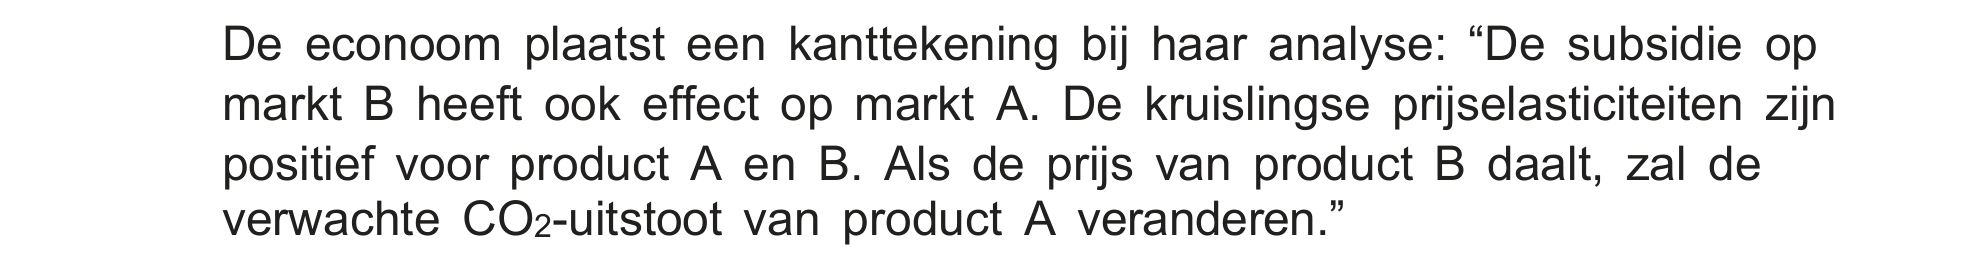 De econoom plaatst een kanttekening bij haar analyse: “De subsidie op
markt B heeft ook effect op markt A. De kruislingse prijselasticiteiten zijn
positief voor product A en B. Als de prijs van product B daalt, zal de
verwachte CO2-uitstoot van product A veranderen.”